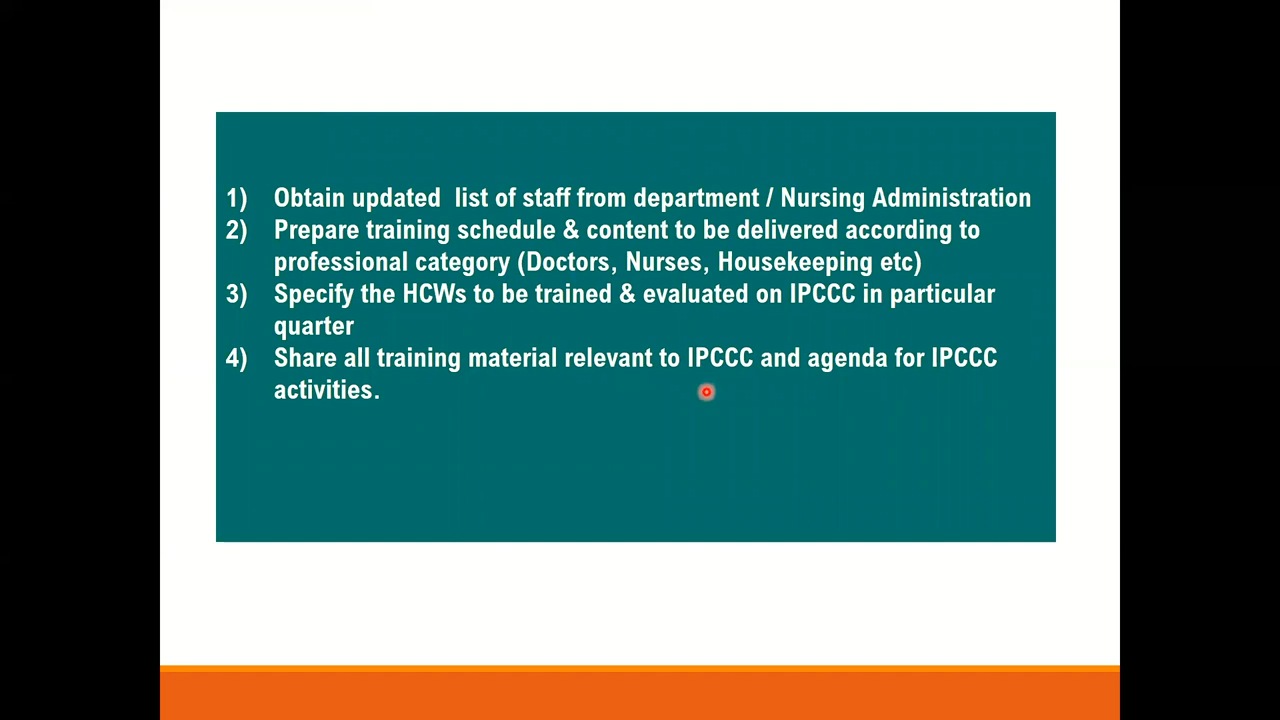 1) Obtain updated  list of staff from department / Nursing Administration
2) Prepare training schedule & content to be delivered according to
professional category (Doctors, Nurses, Housekeeping etc)
3) Specify the HCWs to be trained & evaluated on IPCCC in particular
quarter
4) Share all training material relevant to IPCCC and agenda for IPCCC
activities.